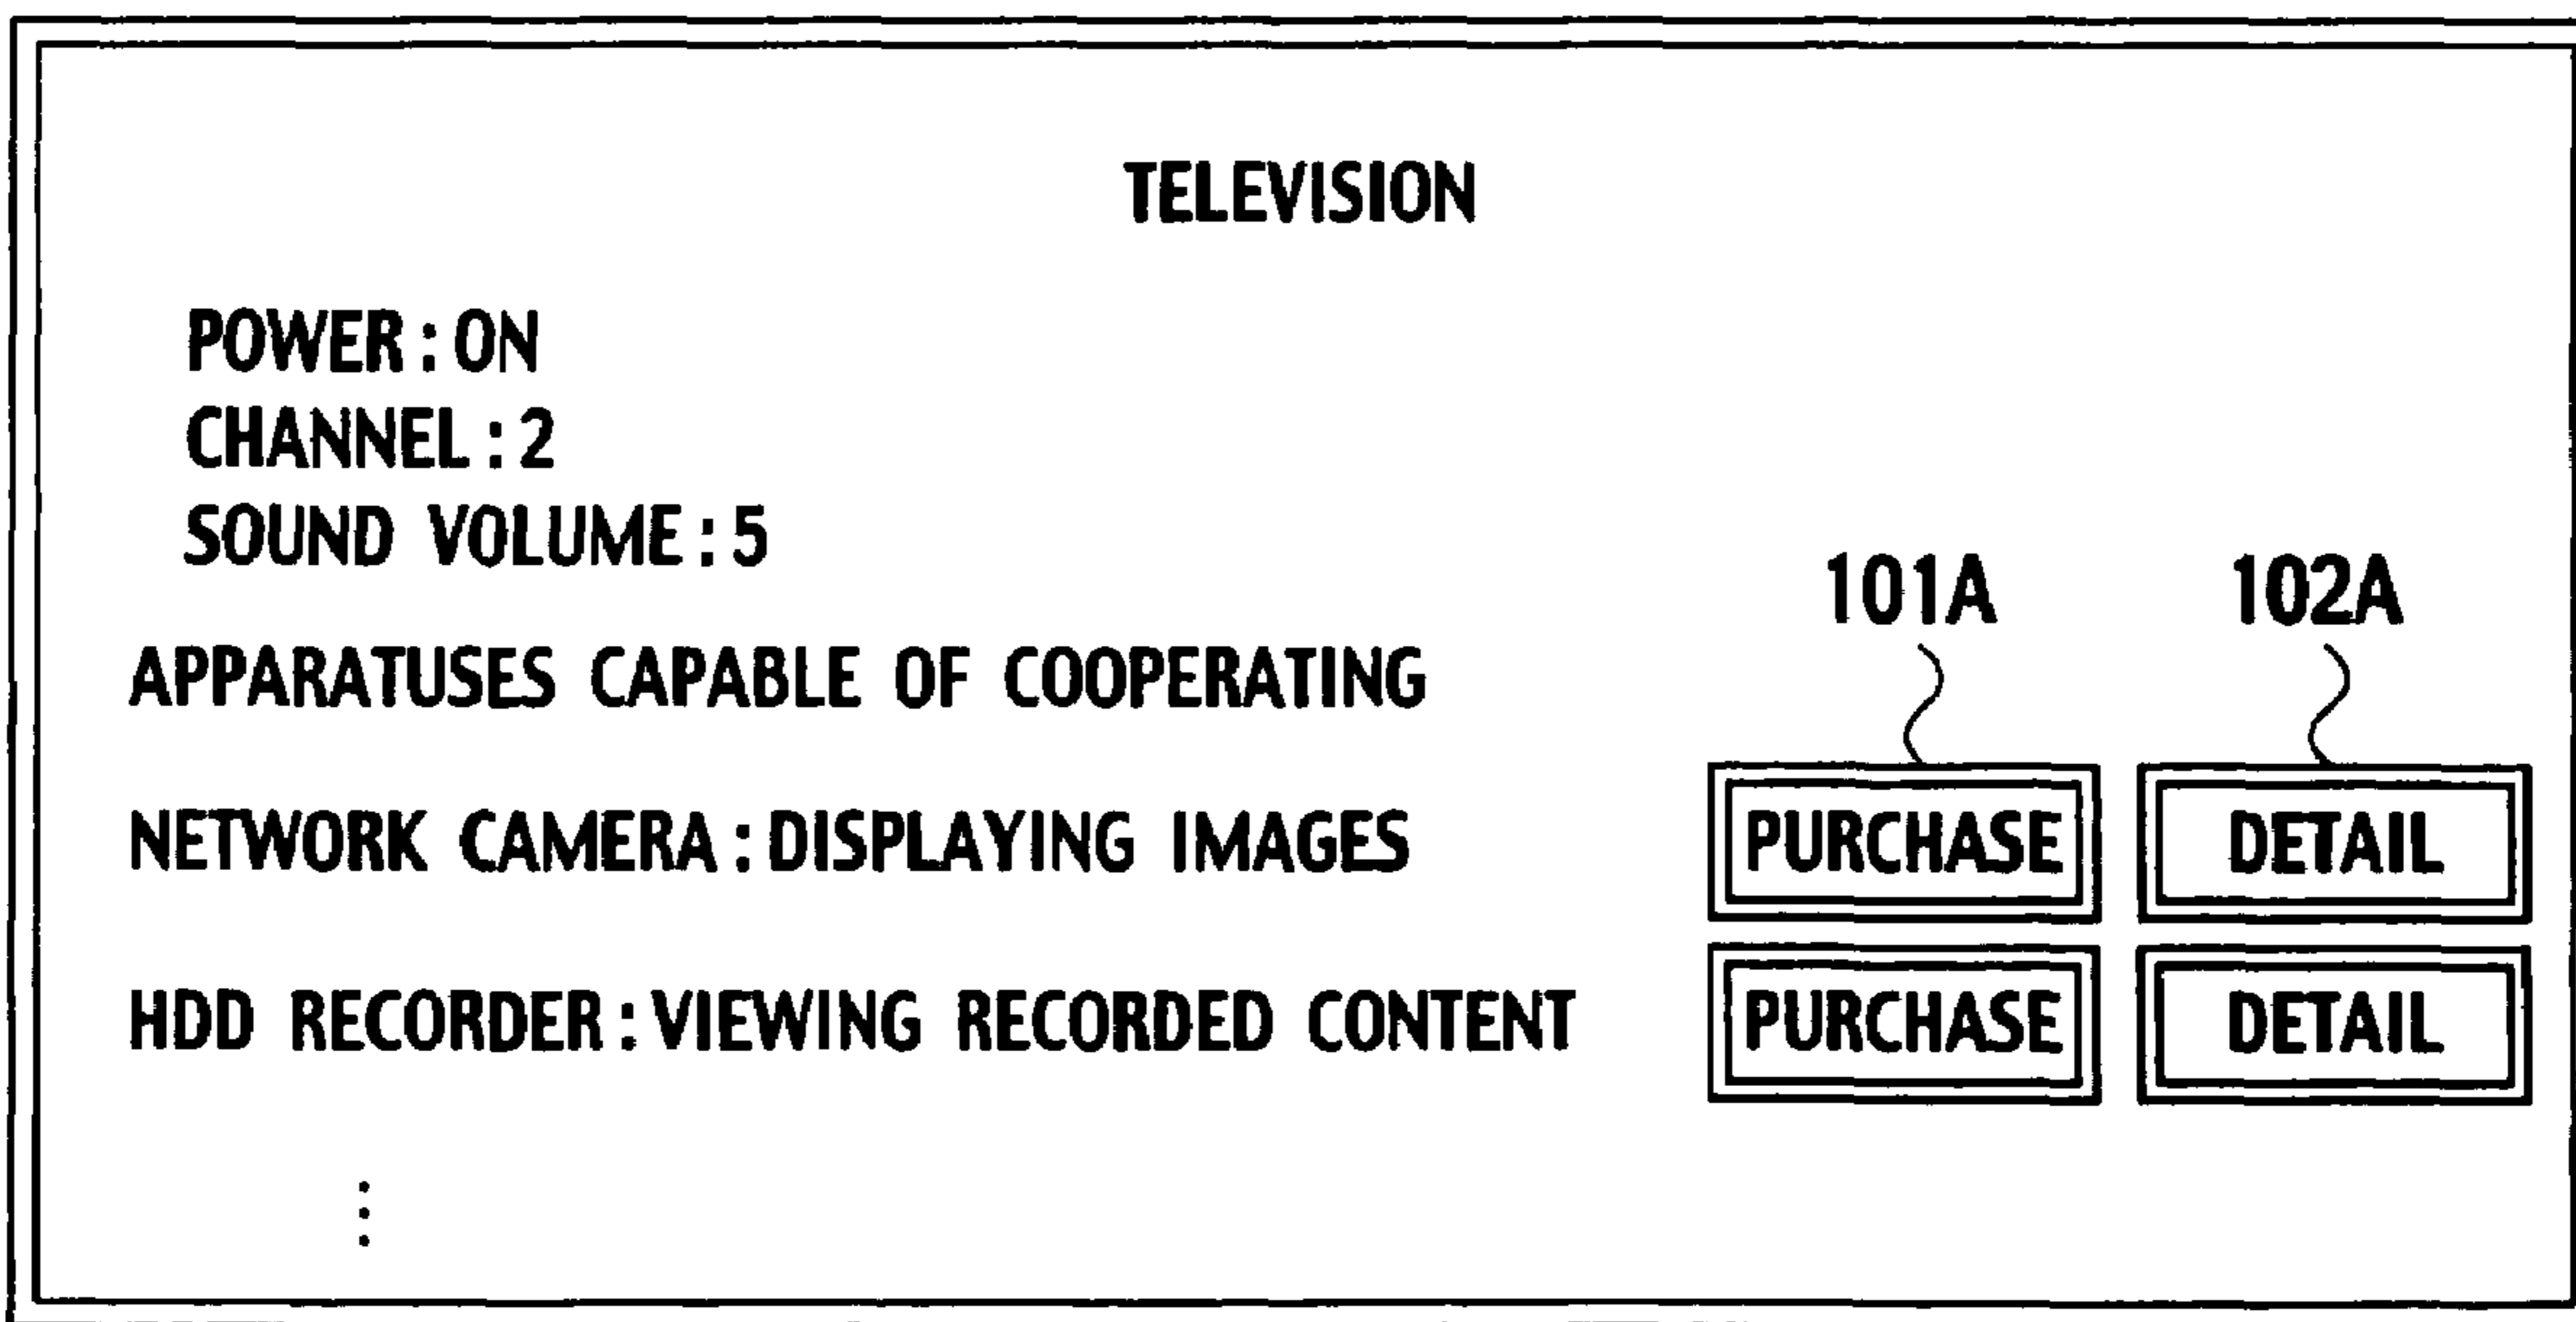 TELEVISION
POWER : ON
CHANNEL : 2
SOUND VOLUME : 5
101A 102A
APPARATUSES CAPABLE OF COOPERATING
NETWORK CAMERA : DISPLAYING IMAGES PURCHASE DETAIL
HDD RECORDER : VIEWING RECORDED CONTENT PURCHASE DETAIL
⋮